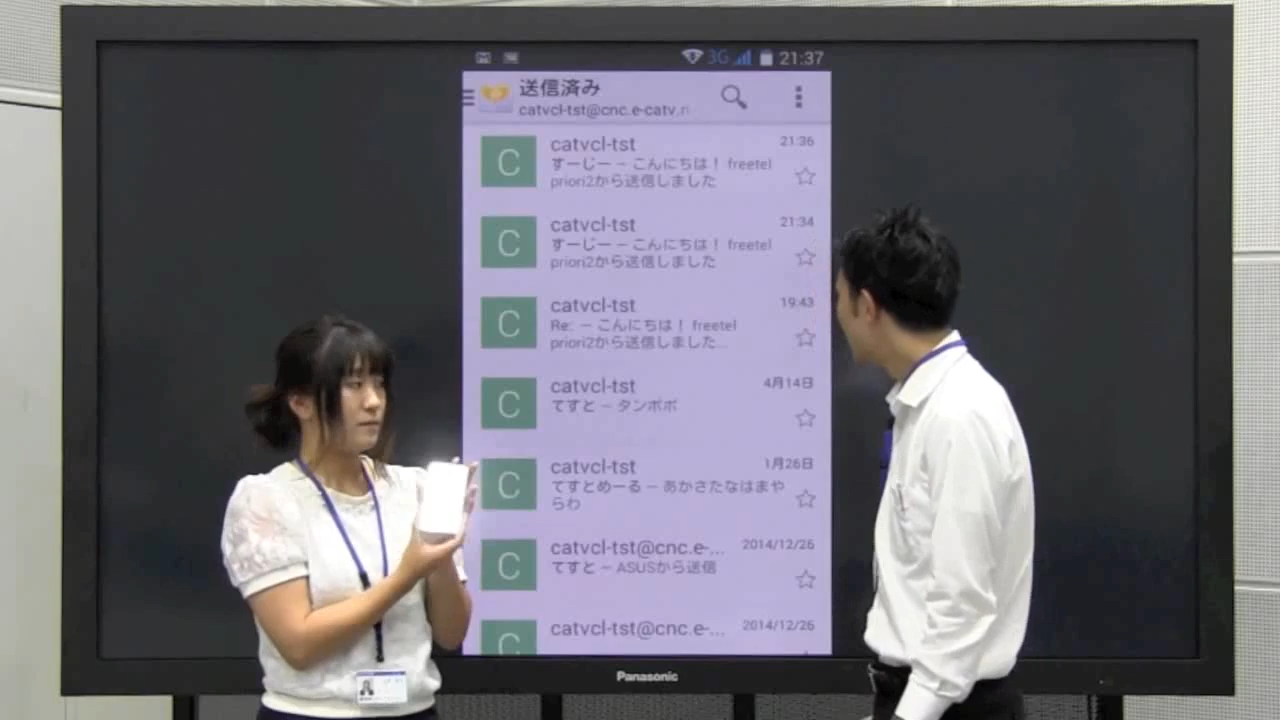 3G 21:37
送信済み
catvcl-tst@cnc.e-catv.n
C
catvcl-tst 21:36
すーじー – こんにちは！ freetel
priori2から送信しました
C
catvcl-tst 21:34
すーじー – こんにちは！ freetel
priori2から送信しました
C
catvcl-tst 19:43
Re: – こんにちは！ freetel
priori2から送信しました...
C
catvcl-tst 4月14日
てすと – タンポポ
C
catvcl-tst 1月26日
てすとめーる – あかさたなはまや
らわ
C
catvcl-tst@cnc.e-... 2014/12/26
てすと – ASUSから送信
C
catvcl-tst@cnc.e-... 2014/12/26
Panasonic